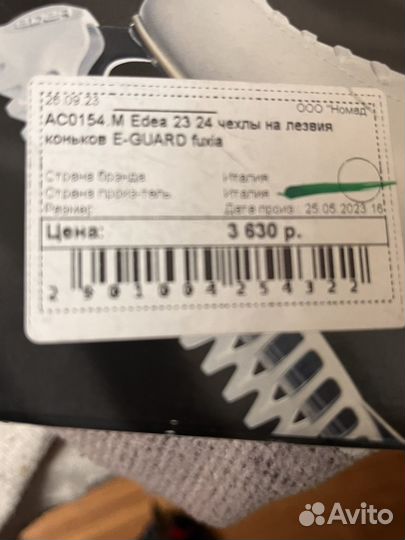 26.09.23
ООО "Номад"
AC0154.M Edea 23 24 чехлы на лезвия
коньков E-GUARD fuxia
Страна бренда Италия
Страна произ-тель Италия
Размер: Дата произ: 25.05.2023 16
Цена: 3 630 р.
2 901004 254322
Avito